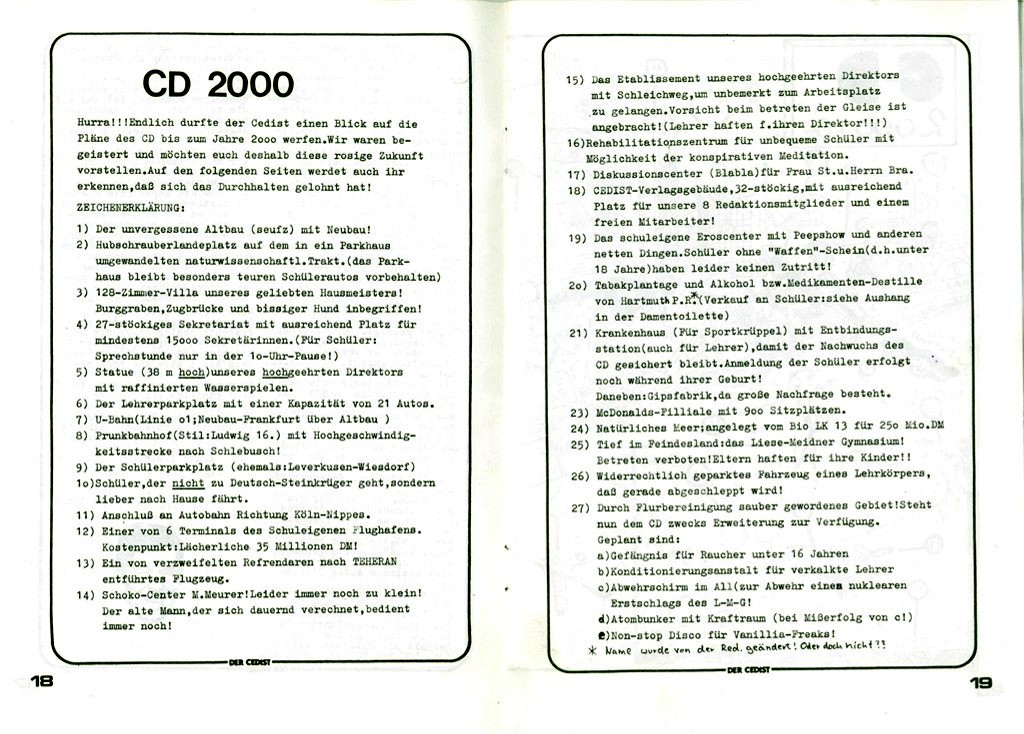 CD 2000
Hurra!!!Endlich durfte der Cedist einen Blick auf die
Pläne des CD bis zum Jahre 2ooo werfen.Wir waren be-
geistert und möchten euch deshalb diese rosige Zukunft
vorstellen.Auf den folgenden Seiten werdet auch ihr
erkennen,daß sich das Durchhalten gelohnt hat!
ZEICHENERKLÄRUNG:
1) Der unvergessene Altbau (seufz) mit Neubau!
2) Hubschrauberlandeplatz auf dem in ein Parkhaus
umgewandelten naturwissenschaftl.Trakt.(das Park-
haus bleibt besonders teuren Schülerautos vorbehalten)
3) 128-Zimmer-Villa unseres geliebten Hausmeisters!
Burggraben,Zugbrücke und bissiger Hund inbegriffen!
4) 27-stöckiges Sekretariat mit ausreichend Platz für
mindestens 15ooo Sekretärinnen.(Für Schüler:
Sprechstunde nur in der 1o-Uhr-Pause!)
5) Statue (38 m hoch)unseres hochgeehrten Direktors
mit raffinierten Wasserspielen.
6) Der Lehrerparkplatz mit einer Kapazität von 21 Autos.
7) U-Bahn(Linie o1;Neubau-Frankfurt über Altbau )
8) Prunkbahnhof(Stil:Ludwig 16.) mit Hochgeschwindig-
keitsstrecke nach Schlebusch!
9) Der Schülerparkplatz (ehemals:Leverkusen-Wiesdorf)
1o)Schüler,der nicht zu Deutsch-Steinkrüger geht,sondern
lieber nach Hause fährt.
11) Anschluß an Autobahn Richtung Köln-Nippes.
12) Einer von 6 Terminals des Schuleigenen Flughafens.
Kostenpunkt:Lächerliche 35 Millionen DM!
13) Ein von verzweifelten Refrendaren nach TEHERAN
entführtes Flugzeug.
14) Schoko-Center M.Meurer!Leider immer noch zu klein!
Der alte Mann,der sich dauernd verechnet,bedient
immer noch!
DER CEDIST
18
15) Das Etablissement unseres hochgeehrten Direktors
mit Schleichweg,um unbemerkt zum Arbeitsplatz
zu gelangen.Vorsicht beim betreten der Gleise ist
angebracht!(Lehrer haften f.ihren Direktor!!!)
16)Rehabilitationszentrum für unbequeme Schüler mit
Möglichkeit der konspirativen Meditation.
17) Diskussionscenter (Blabla)für Frau St.u.Herrn Bra.
18) CEDIST-Verlagsgebäude,32-stöckig,mit ausreichend
Platz für unsere 8 Redaktionsmitglieder und einem
freien Mitarbeiter!
19) Das schuleigene Eroscenter mit Peepshow und anderen
netten Dingen.Schüler ohne "Waffen"-Schein(d.h.unter
18 Jahre)haben leider keinen Zutritt!
2o) Tabakplantage und Alkohol bzw.Medikamenten-Destille
von Hartmuth P.R.*(Verkauf an Schüler:siehe Aushang
in der Damentoilette)
21) Krankenhaus (Für Sportkrüppel) mit Entbindungs-
station(auch für Lehrer),damit der Nachwuchs des
CD gesichert bleibt.Anmeldung der Schüler erfolgt
noch während ihrer Geburt!
Daneben:Gipsfabrik,da große Nachfrage besteht.
23) McDonalds-Filliale mit 9oo Sitzplätzen.
24) Natürliches Meer;angelegt vom Bio LK 13 für 25o Mio.DM
25) Tief im Feindesland:das Liese-Meidner Gymnasium!
Betreten verboten!Eltern haften für ihre Kinder!!
26) Widerrechtlich geparktes Fahrzeug eines Lehrkörpers,
daß gerade abgeschleppt wird!
27) Durch Flurbereinigung sauber gewordenes Gebiet!Steht
nun dem CD zwecks Erweiterung zur Verfügung.
Geplant sind:
a)Gefängnis für Raucher unter 16 Jahren
b)Konditionierungsanstalt für verkalkte Lehrer
c)Abwehrschirm im All(zur Abwehr eines nuklearen
Erstschlags des L-M-G!
d)Atombunker mit Kraftraum (bei Mißerfolg von c!)
e)Non-stop Disco für Vanillia-Freaks!
* Name wurde von der Red. geändert! Oder doch nicht?!
DER CEDIST
19